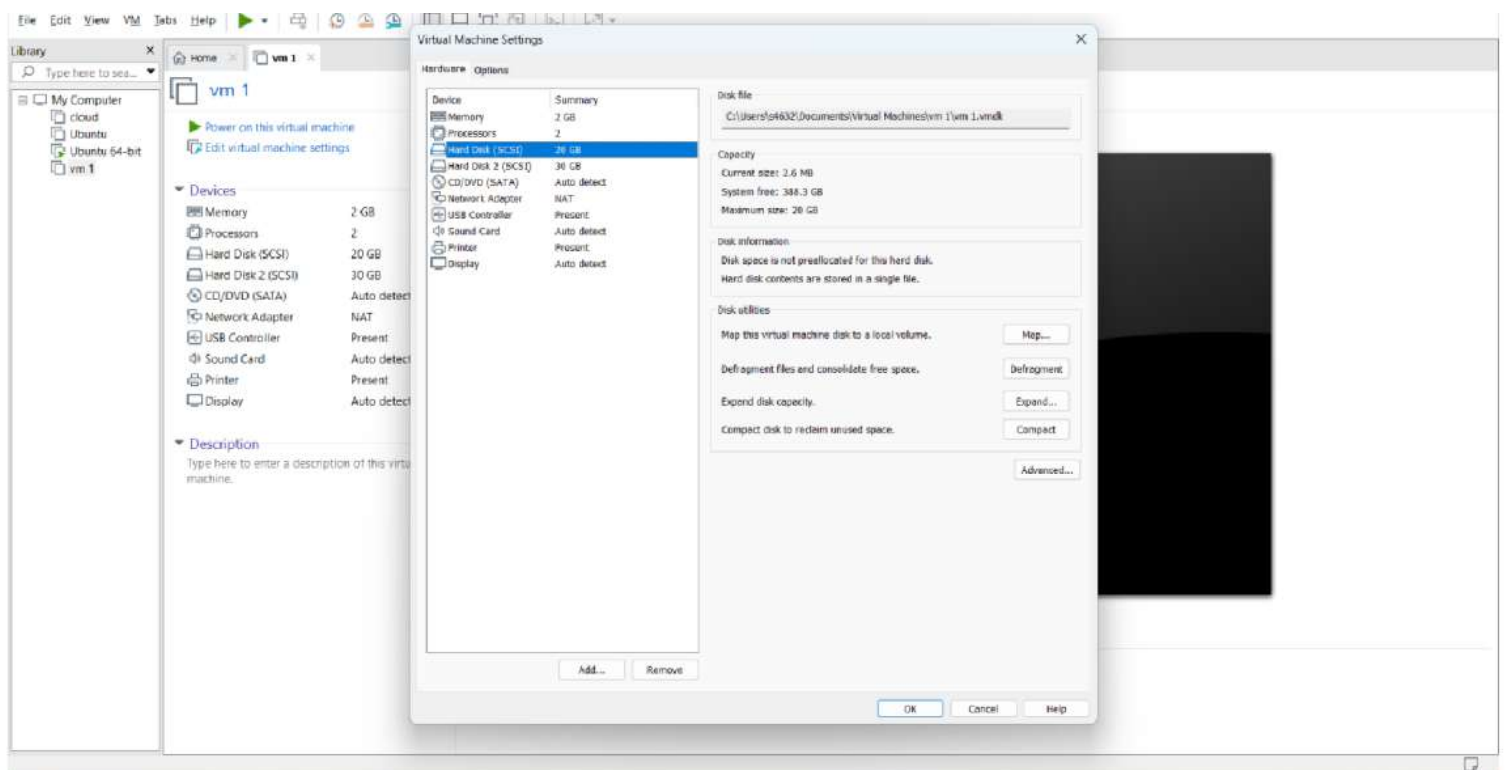 File Edit View VM Tabs Help
Library
Type here to sea...
My Computer
cloud
Ubuntu
Ubuntu 64-bit
vm 1
Home
vm 1
vm 1
Power on this virtual machine
Edit virtual machine settings
Devices
Memory 2 GB
Processors 2
Hard Disk (SCSI) 20 GB
Hard Disk 2 (SCSI) 30 GB
CD/DVD (SATA) Auto detect
Network Adapter NAT
USB Controller Present
Sound Card Auto detect
Printer Present
Display Auto detect
Description
Type here to enter a description of this virtu
machine.
Virtual Machine Settings
Hardware Options
Device Summary
Memory 2 GB
Processors 2
Hard Disk (SCSI) 20 GB
Hard Disk 2 (SCSI) 30 GB
CD/DVD (SATA) Auto detect
Network Adapter NAT
USB Controller Present
Sound Card Auto detect
Printer Present
Display Auto detect
Add... Remove
Disk file
C:\Users\s4632\Documents\Virtual Machines\vm 1\vm 1.vmdk
Capacity
Current size: 2.6 MB
System free: 388.3 GB
Maximum size: 20 GB
Disk information
Disk space is not preallocated for this hard disk.
Hard disk contents are stored in a single file.
Disk utilities
Map this virtual machine disk to a local volume. Map...
Defragment files and consolidate free space. Defragment
Expand disk capacity. Expand...
Compact disk to reclaim unused space. Compact
Advanced...
OK Cancel Help